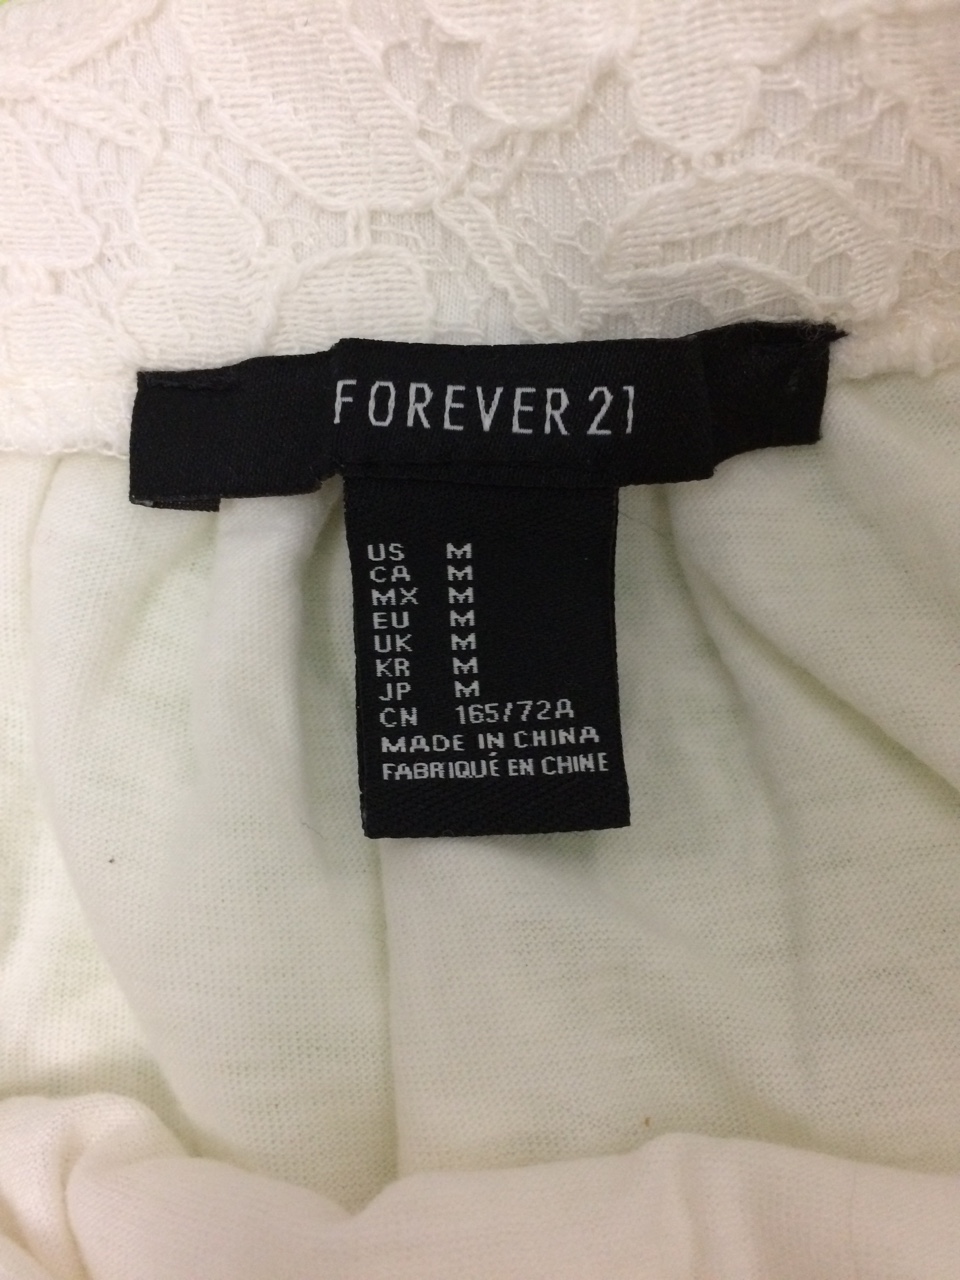 FOREVER 21
US M
CA M
MX M
EU M
UK M
KR M
JP M
CN 165/72A
MADE IN CHINA
FABRIQUÉ EN CHINE